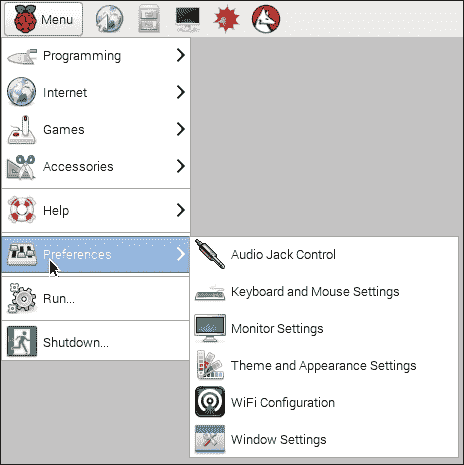 Menu
Programming
Internet
Games
Accessories
Help
Preferences
Run...
Shutdown...
Audio Jack Control
Keyboard and Mouse Settings
Monitor Settings
Theme and Appearance Settings
WiFi Configuration
Window Settings